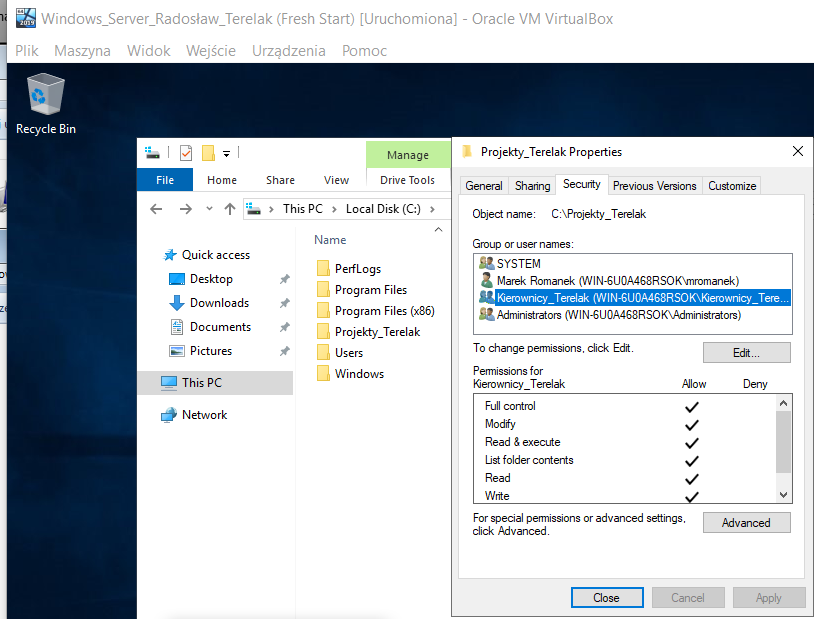 Windows_Server_Radosław_Terelak (Fresh Start) [Uruchomiona] - Oracle VM VirtualBox
Plik Maszyna Widok Wejście Urządzenia Pomoc
Recycle Bin
Manage
File Home Share View Drive Tools
This PC Local Disk (C:)
Quick access
Desktop
Downloads
Documents
Pictures
This PC
Network
Name
PerfLogs
Program Files
Program Files (x86)
Projekty_Terelak
Users
Windows
Projekty_Terelak Properties
General Sharing Security Previous Versions Customize
Object name: C:\Projekty_Terelak
Group or user names:
SYSTEM
Marek Romanek (WIN-6U0A468RSOK\mromanek)
Kierownicy_Terelak (WIN-6U0A468RSOK\Kierownicy_Tere...
Administrators (WIN-6U0A468RSOK\Administrators)
To change permissions, click Edit. Edit...
Permissions for
Kierownicy_Terelak Allow Deny
Full control
Modify
Read & execute
List folder contents
Read
Write
For special permissions or advanced settings,
click Advanced.
Advanced
Close Cancel Apply